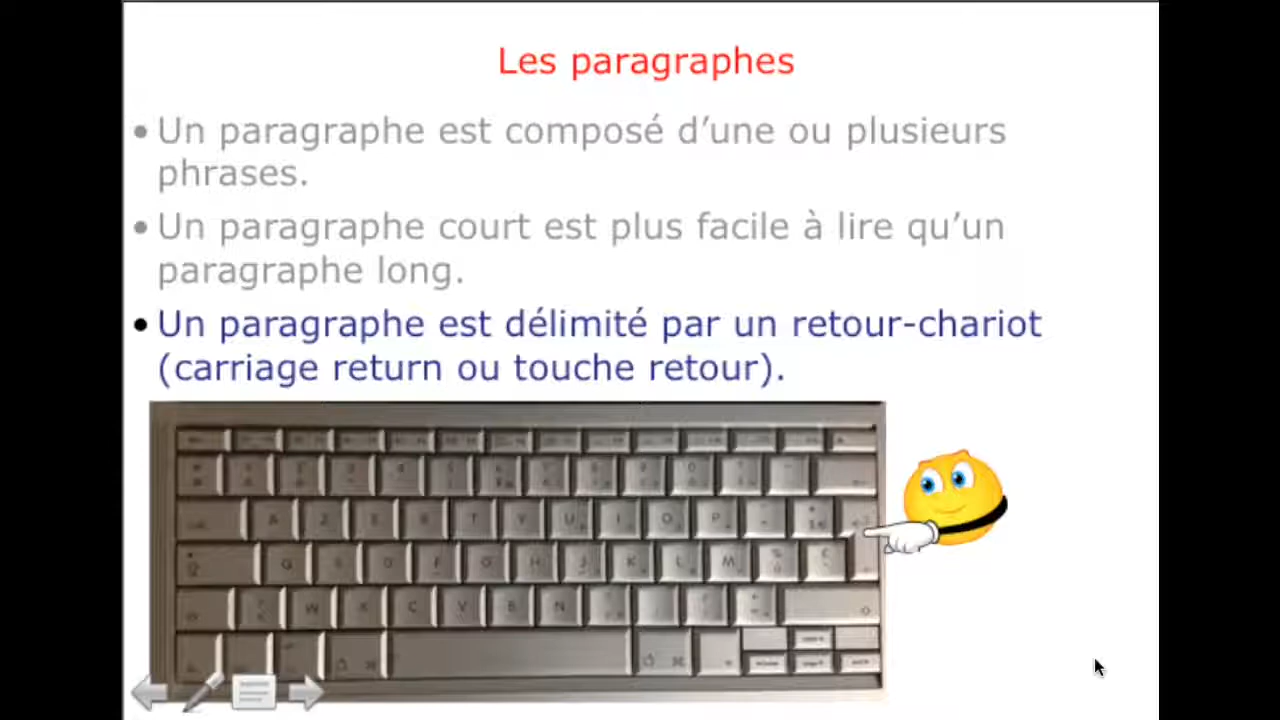 Les paragraphes
• Un paragraphe est composé d’une ou plusieurs
phrases.
• Un paragraphe court est plus facile à lire qu’un
paragraphe long.
• Un paragraphe est délimité par un retour-chariot
(carriage return ou touche retour).
A Z E R T Y U I O P
Q S D F G H J K L M
W X C V B N